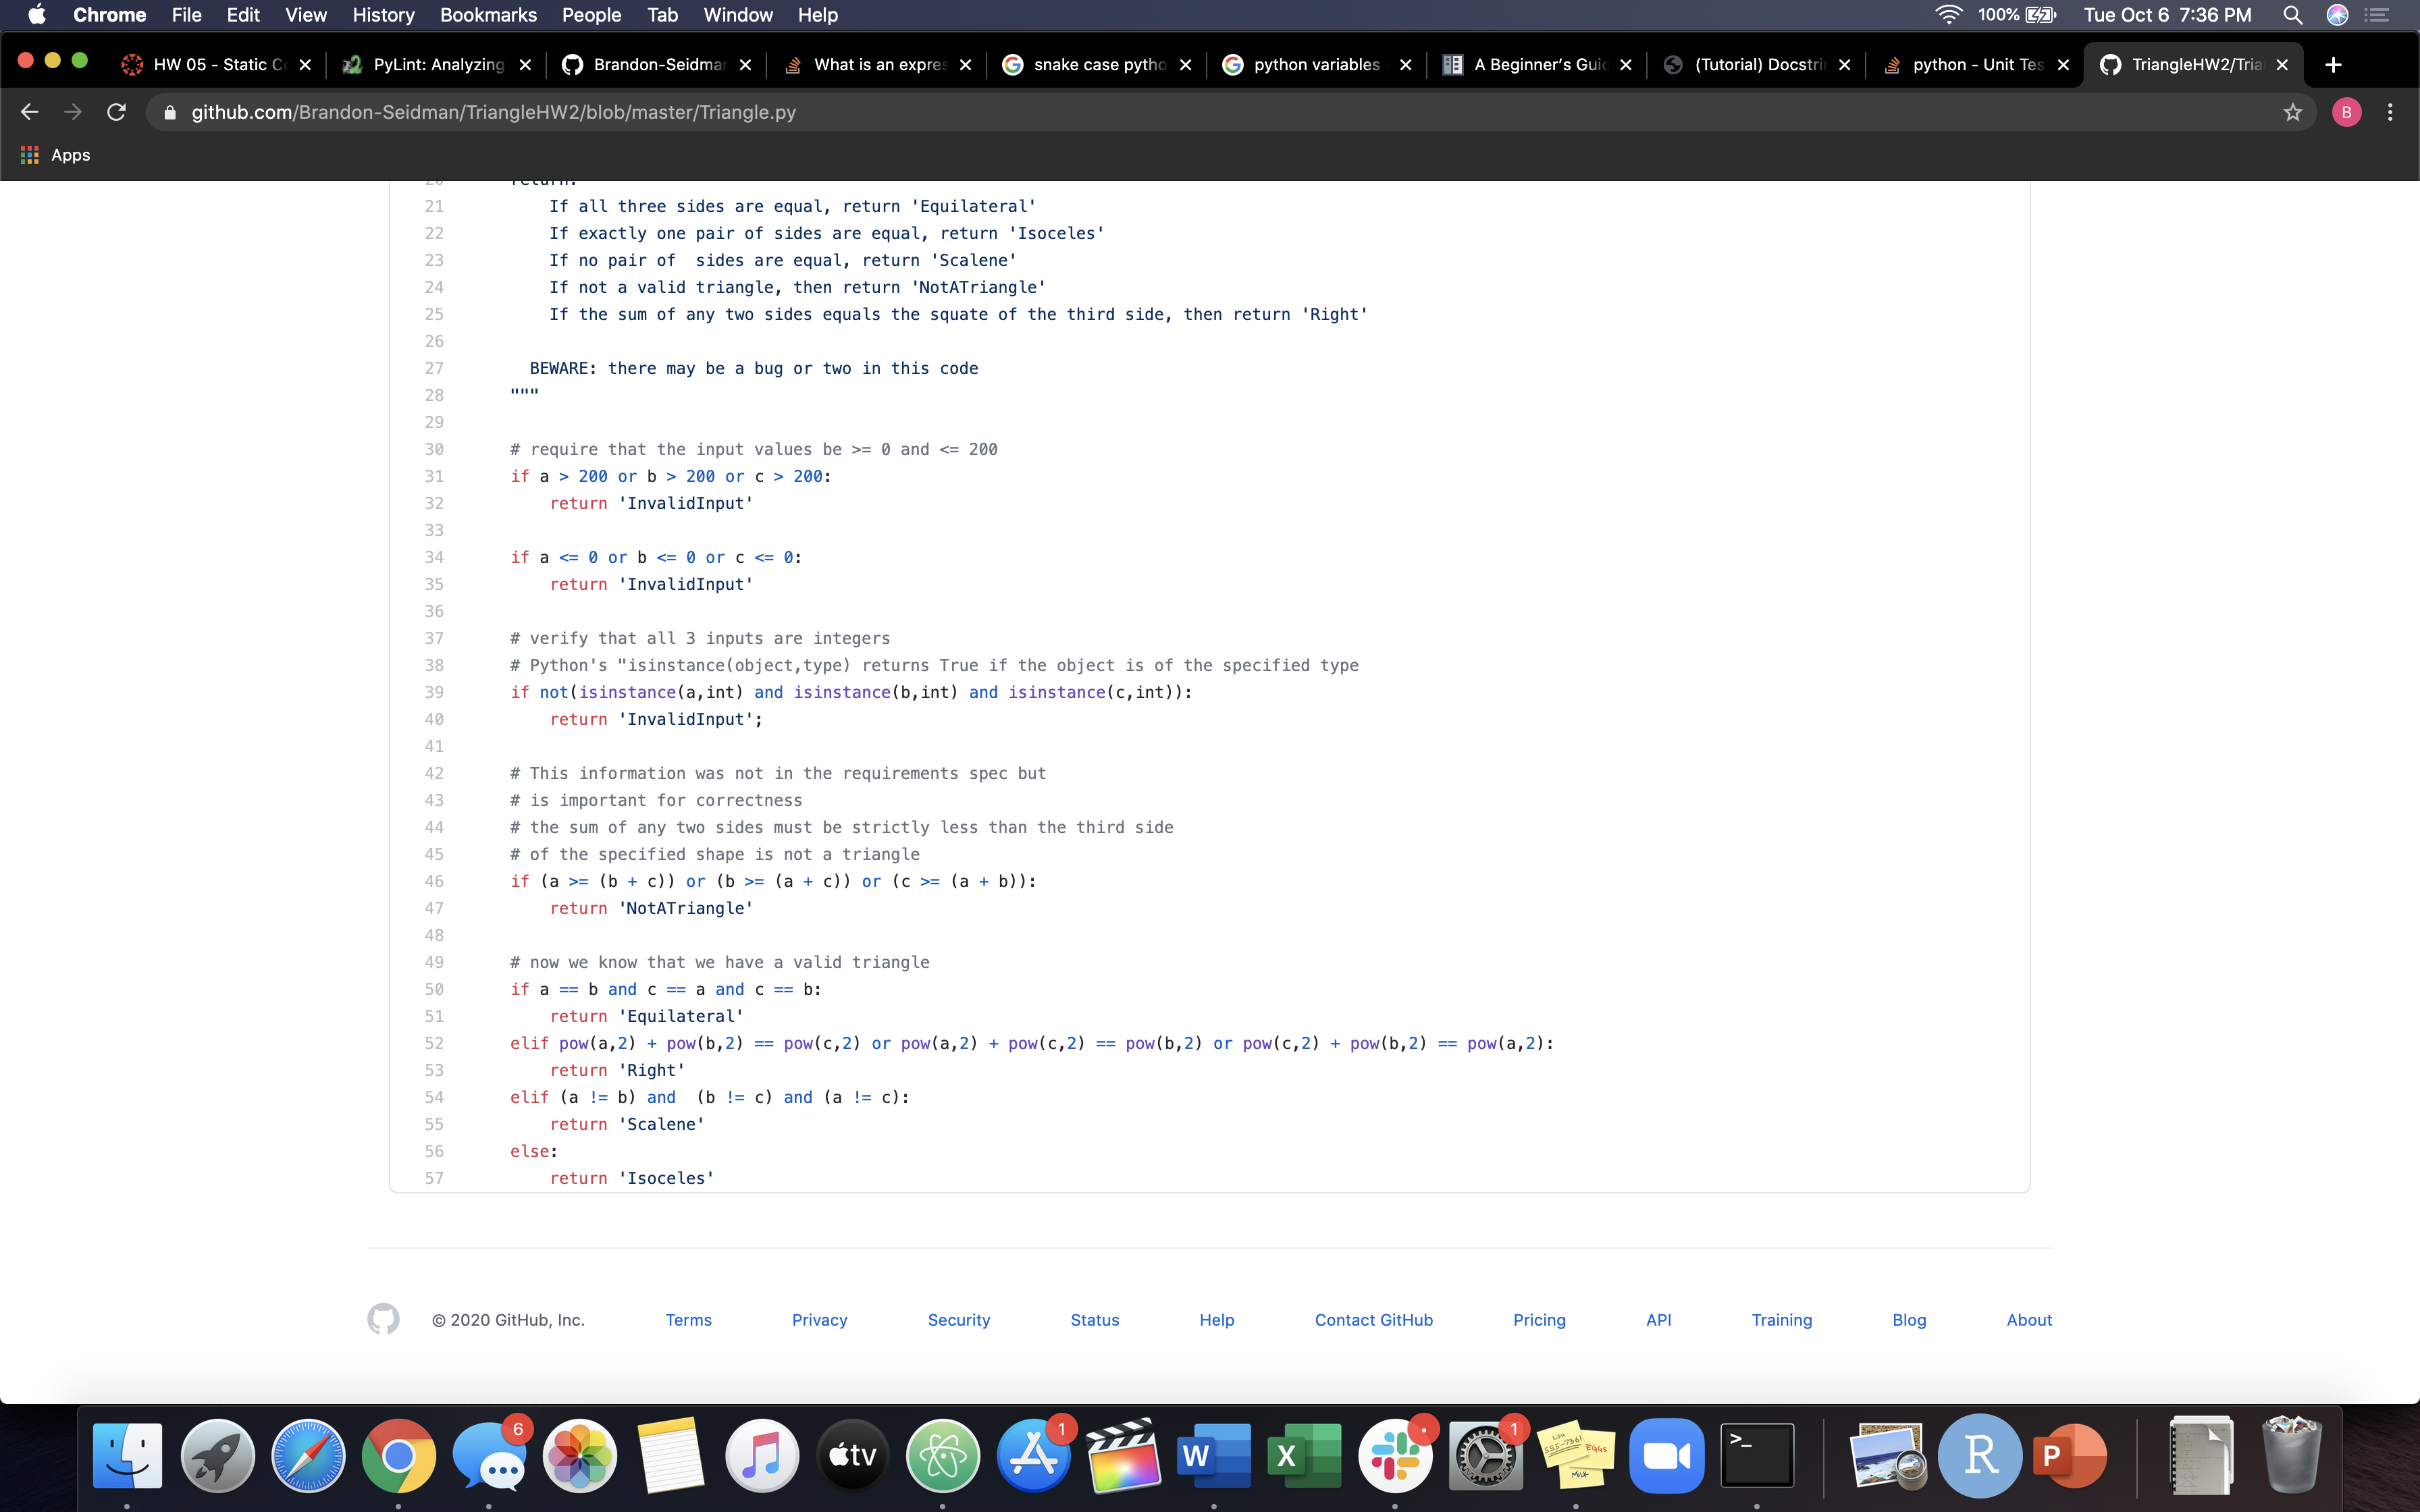 Chrome File Edit View History Bookmarks People Tab Window Help 100% Tue Oct 6 7:36 PM
HW 05 - Static Co PyLint: Analyzing Brandon-Seidman What is an expres snake case pytho python variables A Beginner's Guid (Tutorial) Docstrin python - Unit Tes TriangleHW2/Tria
github.com/Brandon-Seidman/TriangleHW2/blob/master/Triangle.py B
Apps
20 return:
21 If all three sides are equal, return 'Equilateral'
22 If exactly one pair of sides are equal, return 'Isoceles'
23 If no pair of  sides are equal, return 'Scalene'
24 If not a valid triangle, then return 'NotATriangle'
25 If the sum of any two sides equals the squate of the third side, then return 'Right'
26
27 BEWARE: there may be a bug or two in this code
28 """
29
30 # require that the input values be >= 0 and <= 200
31 if a > 200 or b > 200 or c > 200:
32 return 'InvalidInput'
33
34 if a <= 0 or b <= 0 or c <= 0:
35 return 'InvalidInput'
36
37 # verify that all 3 inputs are integers
38 # Python's "isinstance(object,type) returns True if the object is of the specified type
39 if not(isinstance(a,int) and isinstance(b,int) and isinstance(c,int)):
40 return 'InvalidInput';
41
42 # This information was not in the requirements spec but
43 # is important for correctness
44 # the sum of any two sides must be strictly less than the third side
45 # of the specified shape is not a triangle
46 if (a >= (b + c)) or (b >= (a + c)) or (c >= (a + b)):
47 return 'NotATriangle'
48
49 # now we know that we have a valid triangle
50 if a == b and c == a and c == b:
51 return 'Equilateral'
52 elif pow(a,2) + pow(b,2) == pow(c,2) or pow(a,2) + pow(c,2) == pow(b,2) or pow(c,2) + pow(b,2) == pow(a,2):
53 return 'Right'
54 elif (a != b) and  (b != c) and (a != c):
55 return 'Scalene'
56 else:
57 return 'Isoceles'
© 2020 GitHub, Inc. Terms Privacy Security Status Help Contact GitHub Pricing API Training Blog About
6 tv 1 W X 1 >_ R P